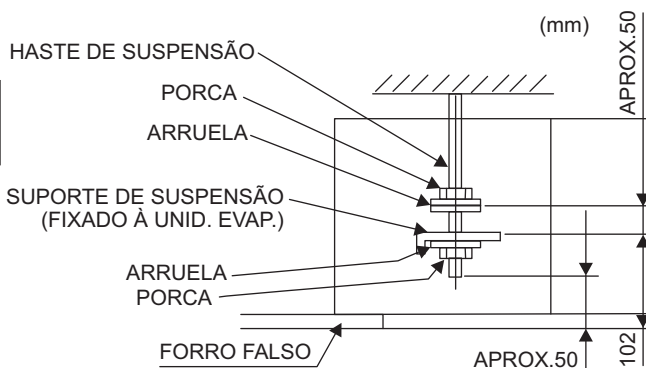 (mm)
HASTE DE SUSPENSÃO
PORCA
ARRUELA
APROX.50
SUPORTE DE SUSPENSÃO
(FIXADO À UNID. EVAP.)
ARRUELA
PORCA
FORRO FALSO
APROX.50
102